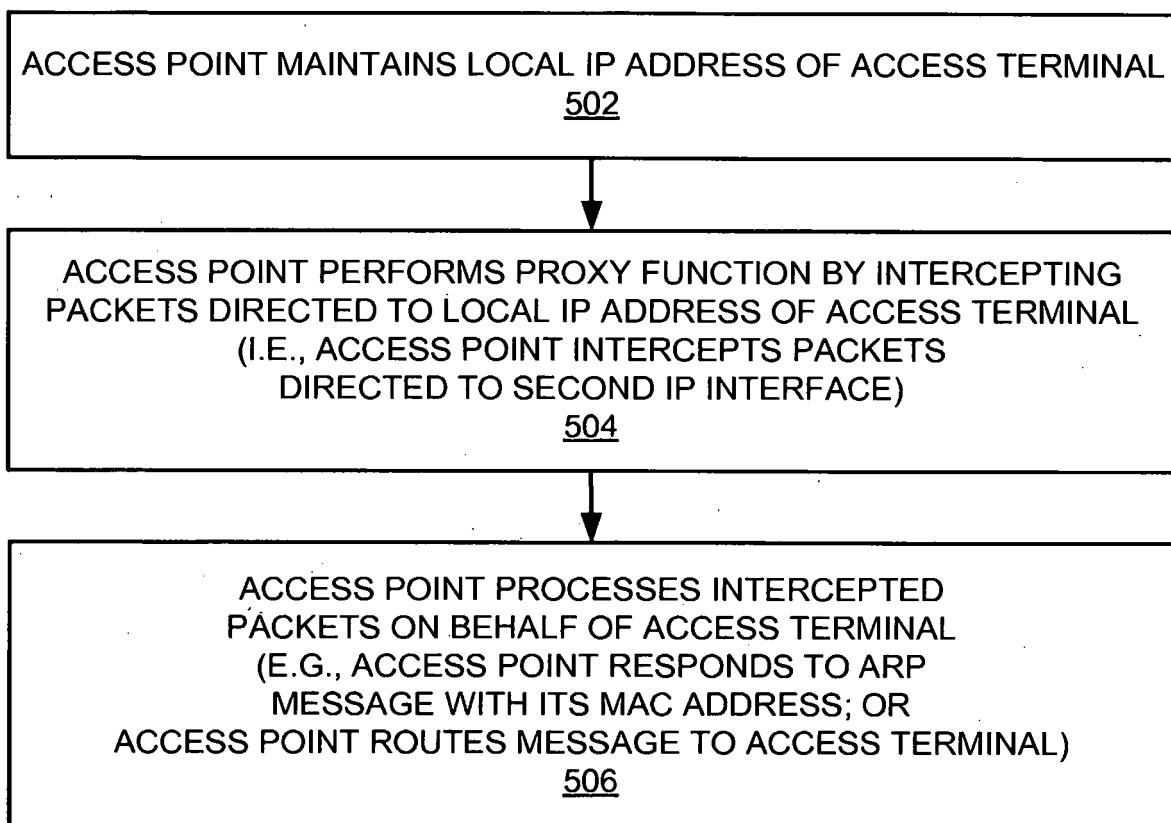 ACCESS POINT MAINTAINS LOCAL IP ADDRESS OF ACCESS TERMINAL
502
ACCESS POINT PERFORMS PROXY FUNCTION BY INTERCEPTING
PACKETS DIRECTED TO LOCAL IP ADDRESS OF ACCESS TERMINAL
(I.E., ACCESS POINT INTERCEPTS PACKETS
DIRECTED TO SECOND IP INTERFACE)
504
ACCESS POINT PROCESSES INTERCEPTED
PACKETS ON BEHALF OF ACCESS TERMINAL
(E.G., ACCESS POINT RESPONDS TO ARP
MESSAGE WITH ITS MAC ADDRESS; OR
ACCESS POINT ROUTES MESSAGE TO ACCESS TERMINAL)
506